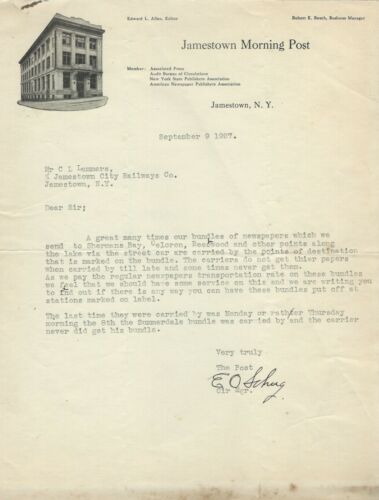 Edward L. Allen, Editor
Robert K. Beach, Business Manager
Jamestown Morning Post
Member: Associated Press
Audit Bureau of Circulations
New York State Publishers Association
American Newspaper Publishers Association
Jamestown, N. Y.
September 9 1927.
Mr C L Lummers,
% Jamestown City Railways Co.
Jamestown, N.Y.
Dear Sir;
A great many times our bundles of newspapers which we
send to Shermans Bay, Celoron, Beechwood and other points along
the lake via the street car are carried by the points of destination
that is marked on the bundle. The carriers do not get thier papers
when carried by till late and some times never get them.
As we pay the regular newspapers transportation rate on these bundles
we feel that we should have some service on this and we are writing you
to find out if there is any way you can have these bundles put off at
stations marked on label.
The last time they were carried by was Monday or rather Thursday
morning the 8th the Summerdale bundle was carried by and the carrier
never did get his bundle.
Very truly
The Post
E O Schug
Cir Mgr.